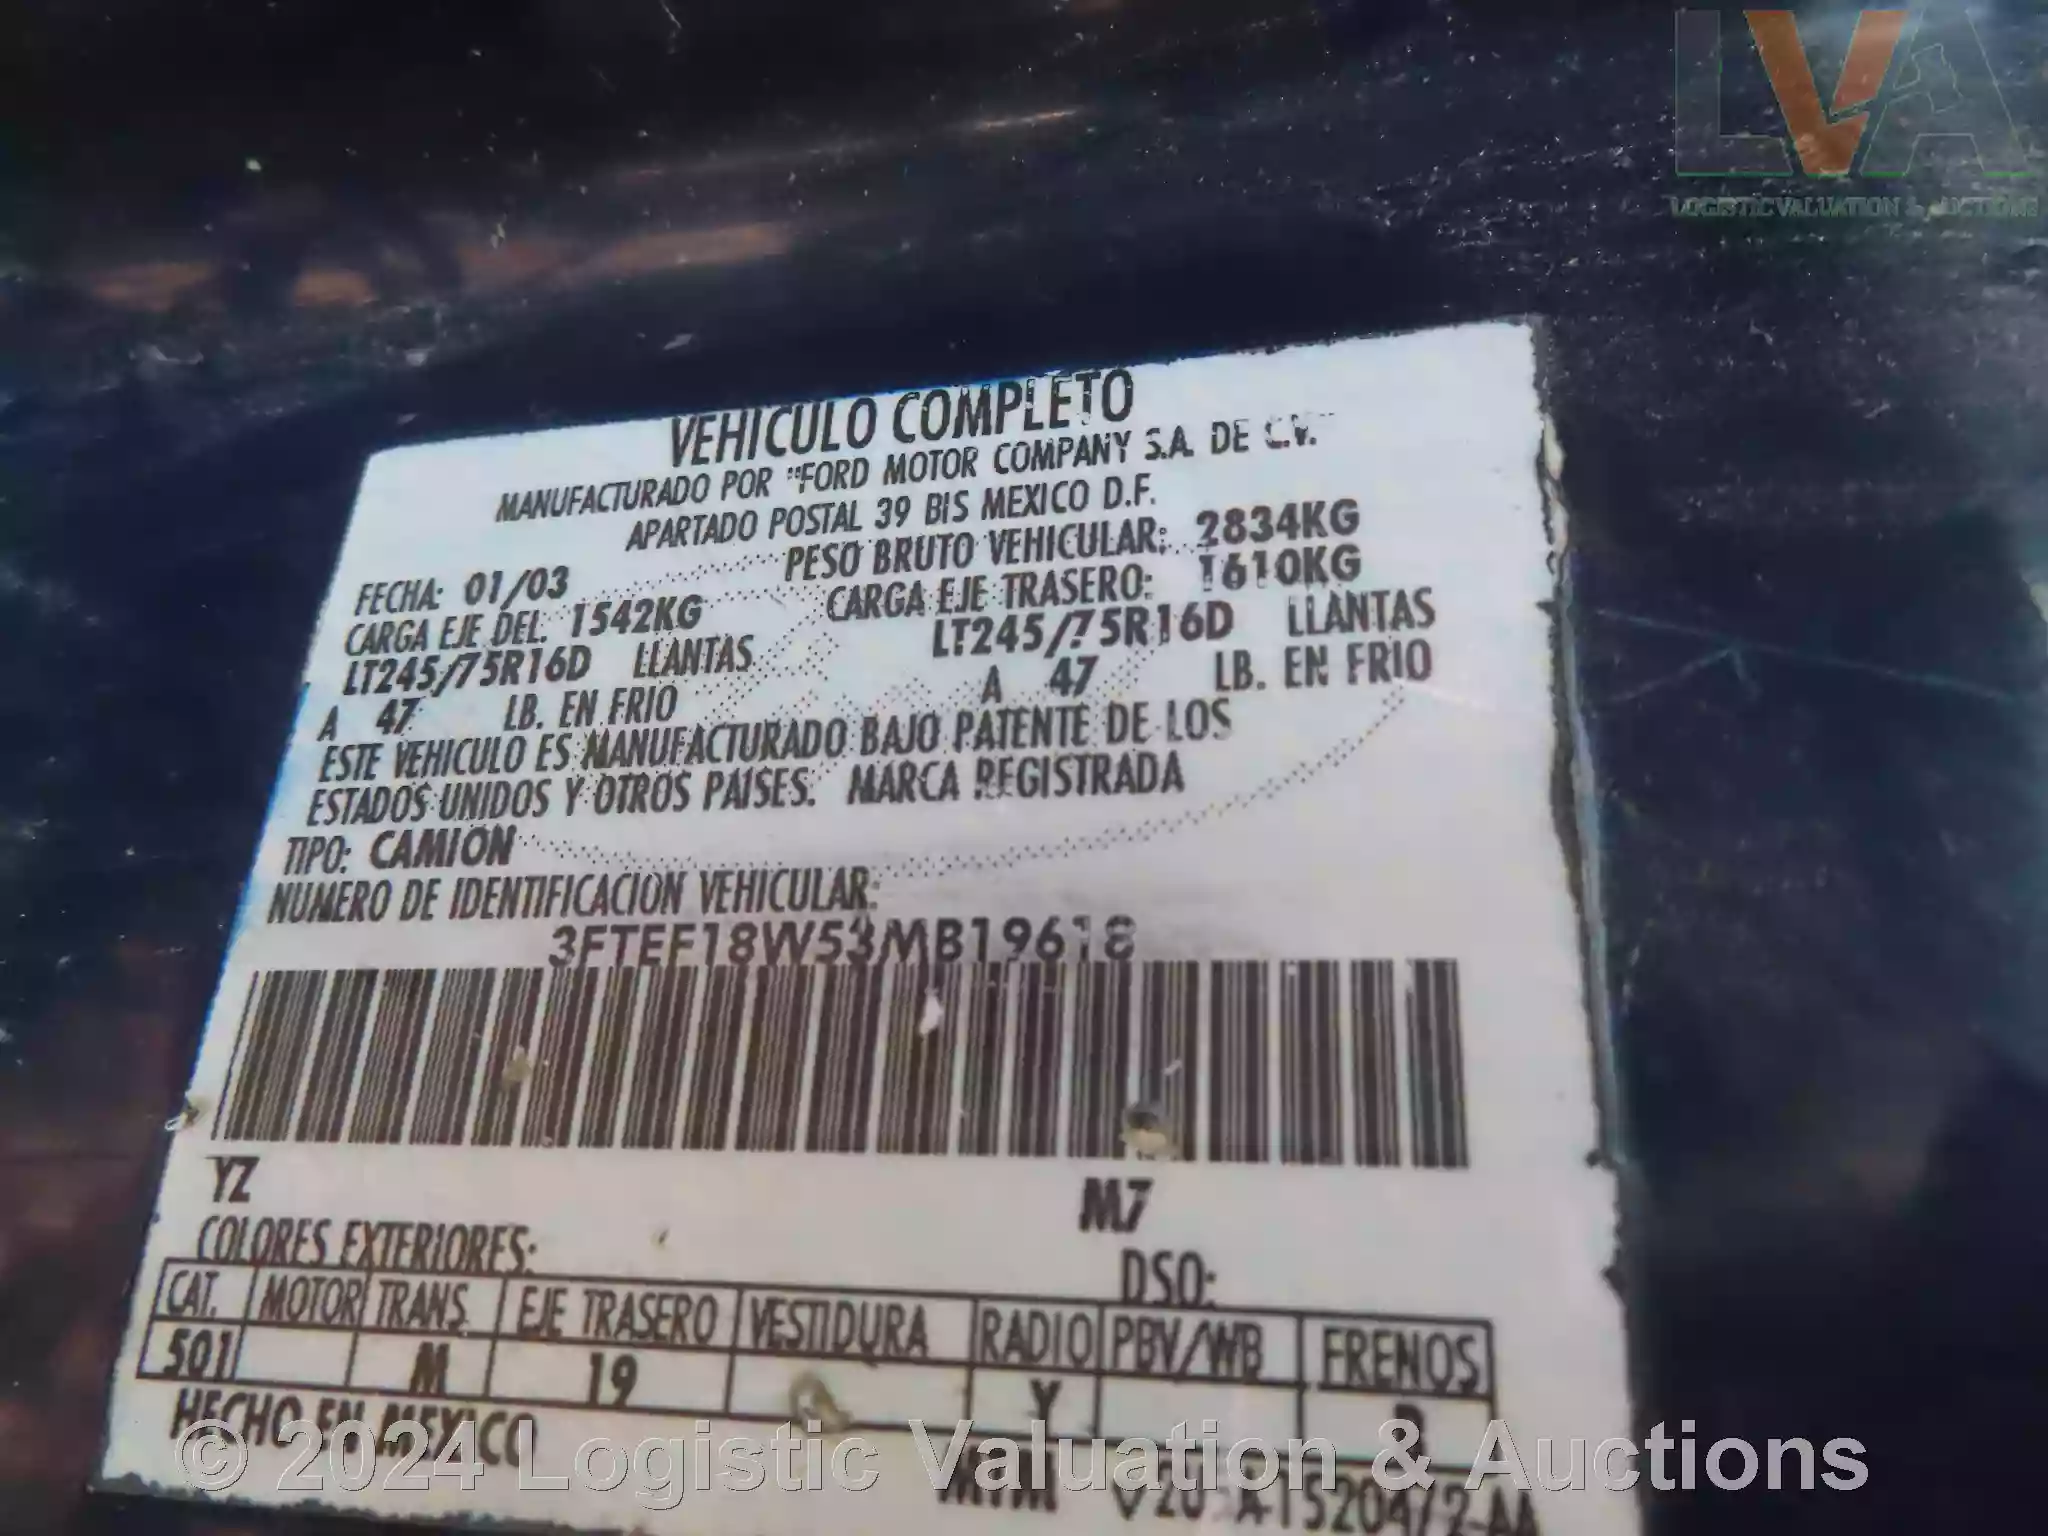 LVA
LOGISTIC VALUATION & AUCTIONS
VEHICULO COMPLETO
MANUFACTURADO POR "FORD MOTOR COMPANY S.A. DE C.V."
APARTADO POSTAL 39 BIS MEXICO D.F.
FECHA: 01/03 PESO BRUTO VEHICULAR: 2834KG
CARGA EJE DEL. 1542KG CARGA EJE TRASERO: 1610KG
LT245/75R16D LLANTAS LT245/75R16D LLANTAS
A 47 LB. EN FRIO A 47 LB. EN FRIO
ESTE VEHICULO ES MANUFACTURADO BAJO PATENTE DE LOS
ESTADOS UNIDOS Y OTROS PAISES. MARCA REGISTRADA
TIPO: CAMION
NUMERO DE IDENTIFICACION VEHICULAR:
3FTEF18W53MB19618
YZ M7
COLORES EXTERIORES: DSO:
CAT. MOTOR TRANS. EJE TRASERO VESTIDURA RADIO PBV/WB FRENOS
501 M 19 Y
HECHO EN MEXICO
© 2024 Logistic Valuation & Auctions